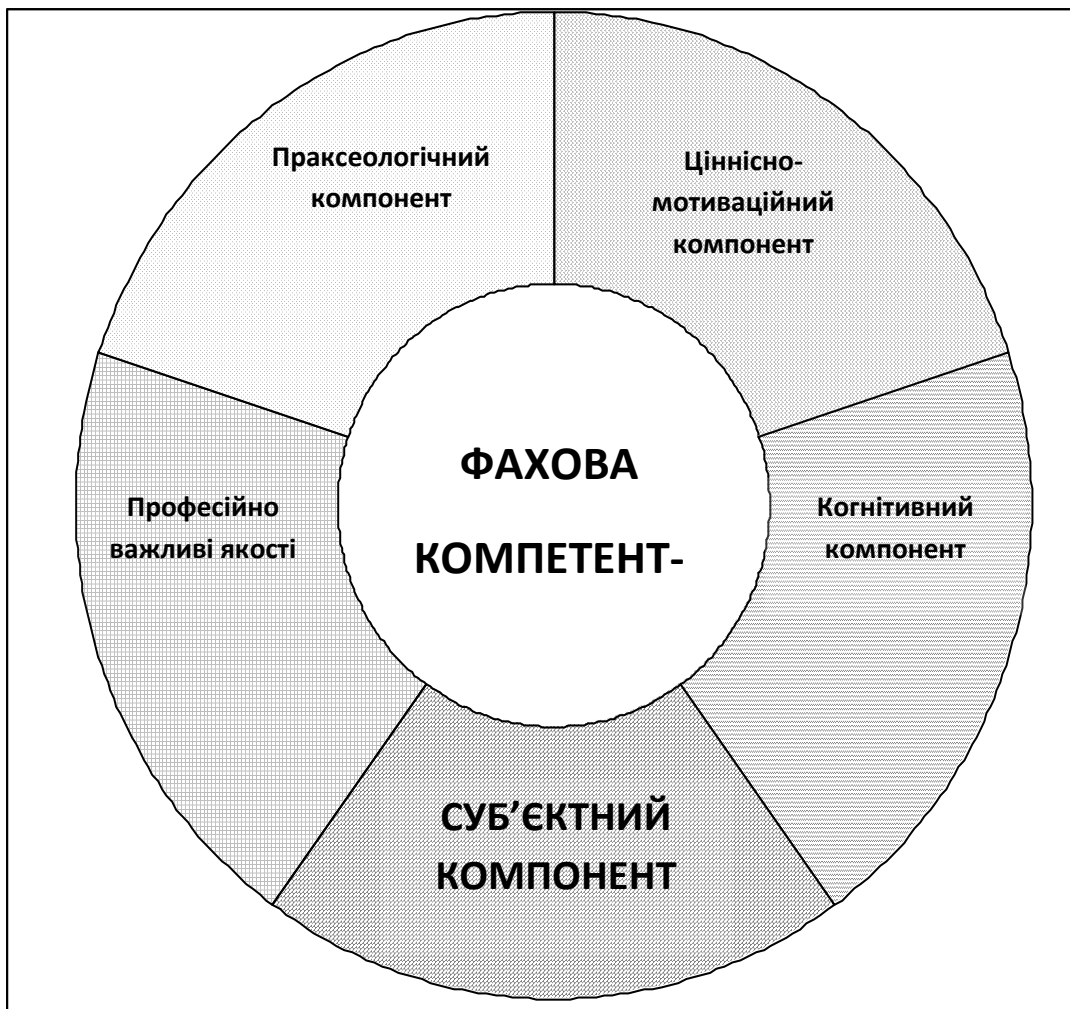 Праксеологічний
компонент
Ціннісно-
мотиваційний
компонент
ФАХОВА
КОМПЕТЕНТ-
Професійно
важливі якості
Когнітивний
компонент
СУБ’ЄКТНИЙ
КОМПОНЕНТ